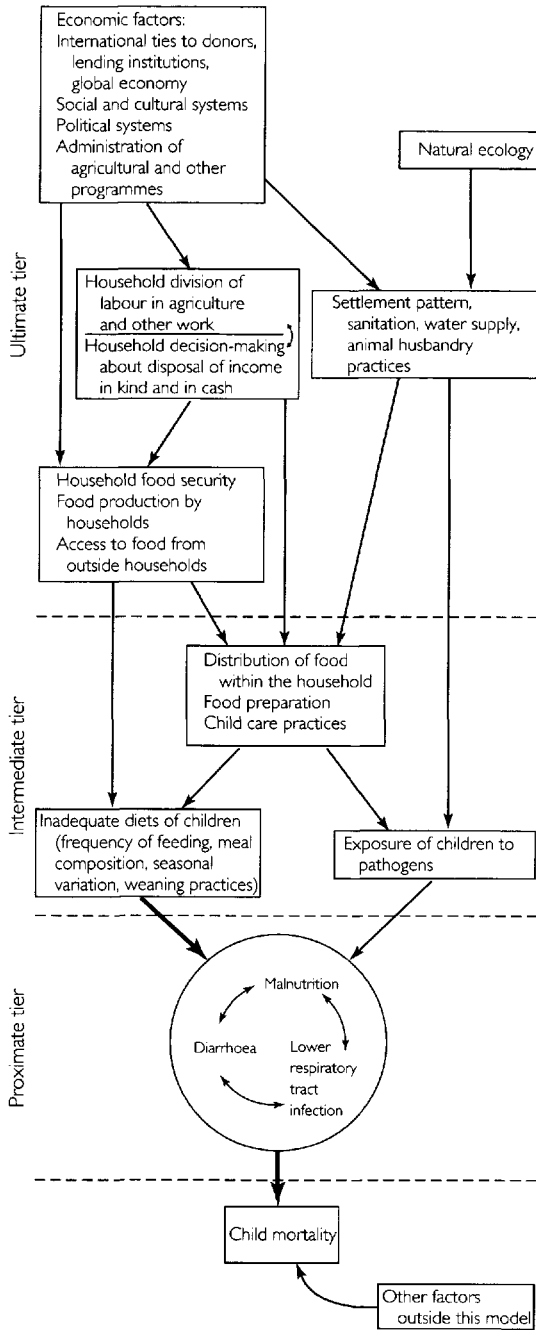 Economic factors:
International ties to donors,
lending institutions,
global economy
Social and cultural systems
Political systems
Administration of
agricultural and other
programmes
Natural ecology
Ultimate tier
Household division of
labour in agriculture
and other work
Household decision-making
about disposal of income
in kind and in cash
Settlement pattern,
sanitation, water supply,
animal husbandry
practices
Household food security
Food production by
households
Access to food from
outside households
Intermediate tier
Distribution of food
within the household
Food preparation
Child care practices
Inadequate diets of children
(frequency of feeding, meal
composition, seasonal
variation, weaning practices)
Exposure of children to
pathogens
Proximate tier
Malnutrition
Diarrhoea
Lower
respiratory
tract
infection
Child mortality
Other factors
outside this model